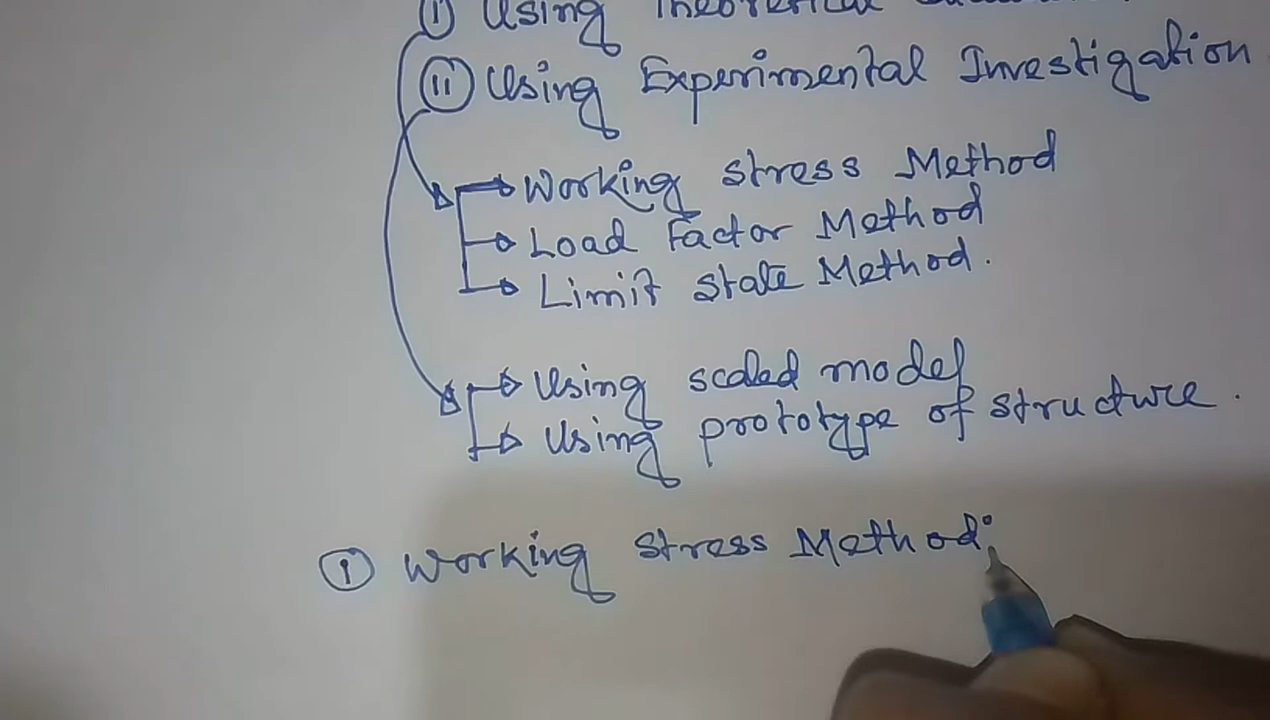 (i) Using Theoretical
(ii) Using Experimental Investigation
Working stress Method
Load Factor Method
Limit state Method.
Using scaled model
Using prototype of structure.
(1) Working stress Method: